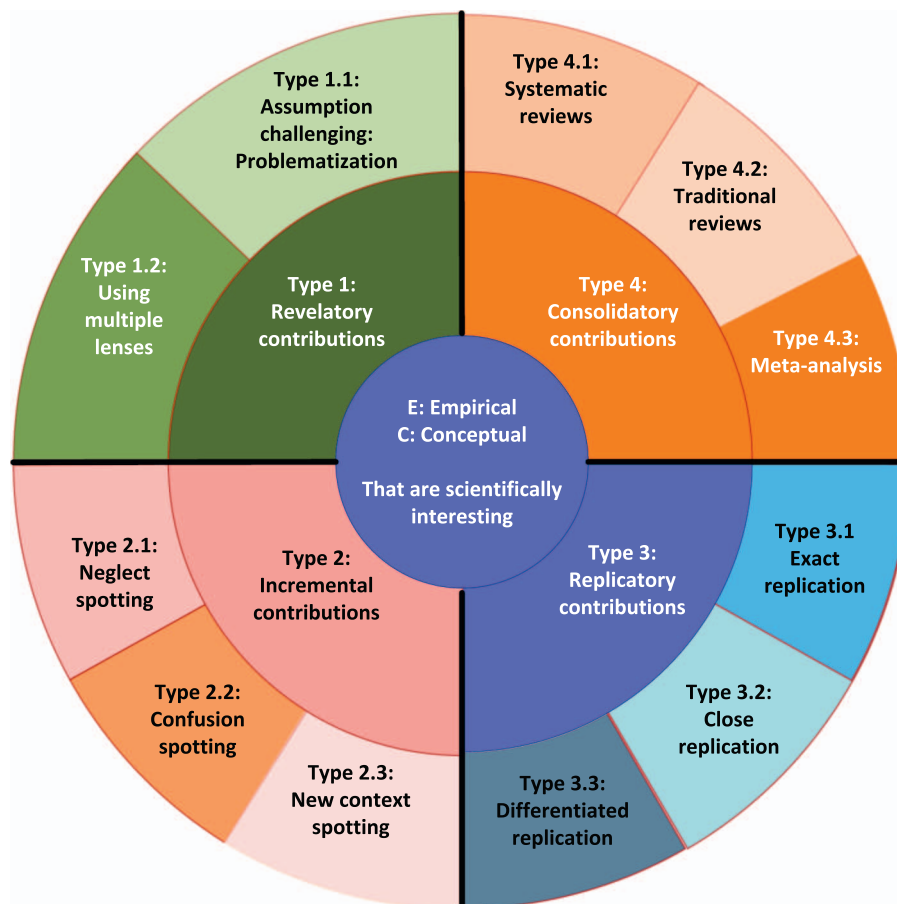 Type 1.1:
Assumption
challenging:
Problematization
Type 1.2:
Using
multiple
lenses
Type 1:
Revelatory
contributions
Type 4.1:
Systematic
reviews
Type 4.2:
Traditional
reviews
Type 4:
Consolidatory
contributions
Type 4.3:
Meta-analysis
E: Empirical
C: Conceptual
That are scientifically
interesting
Type 2.1:
Neglect
spotting
Type 2:
Incremental
contributions
Type 2.2:
Confusion
spotting
Type 2.3:
New context
spotting
Type 3:
Replicatory
contributions
Type 3.1
Exact
replication
Type 3.2:
Close
replication
Type 3.3:
Differentiated
replication